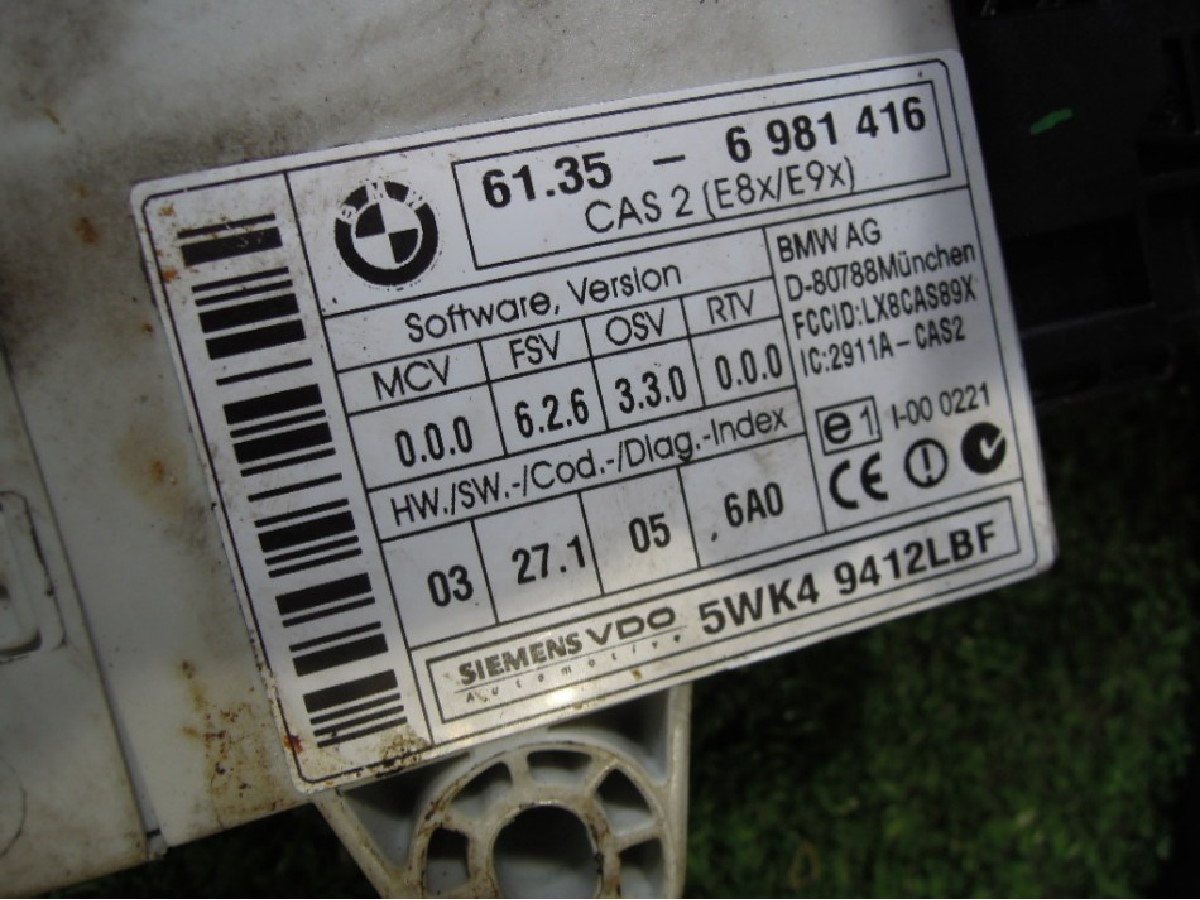 BMW
61.35 - 6 981 416
CAS 2 (E8x/E9x)
Software, Version
MCV FSV OSV RTV
0.0.0 6.2.6 3.3.0 0.0.0
HW./SW.-/Cod.-/Diag.-Index
03 27.1 05 6A0
BMW AG
D-80788München
FCCID:LX8CAS89X
IC:2911A-CAS2
e1 I-00 0221
CE
SIEMENS VDO
Automotive
5WK4 9412LBF